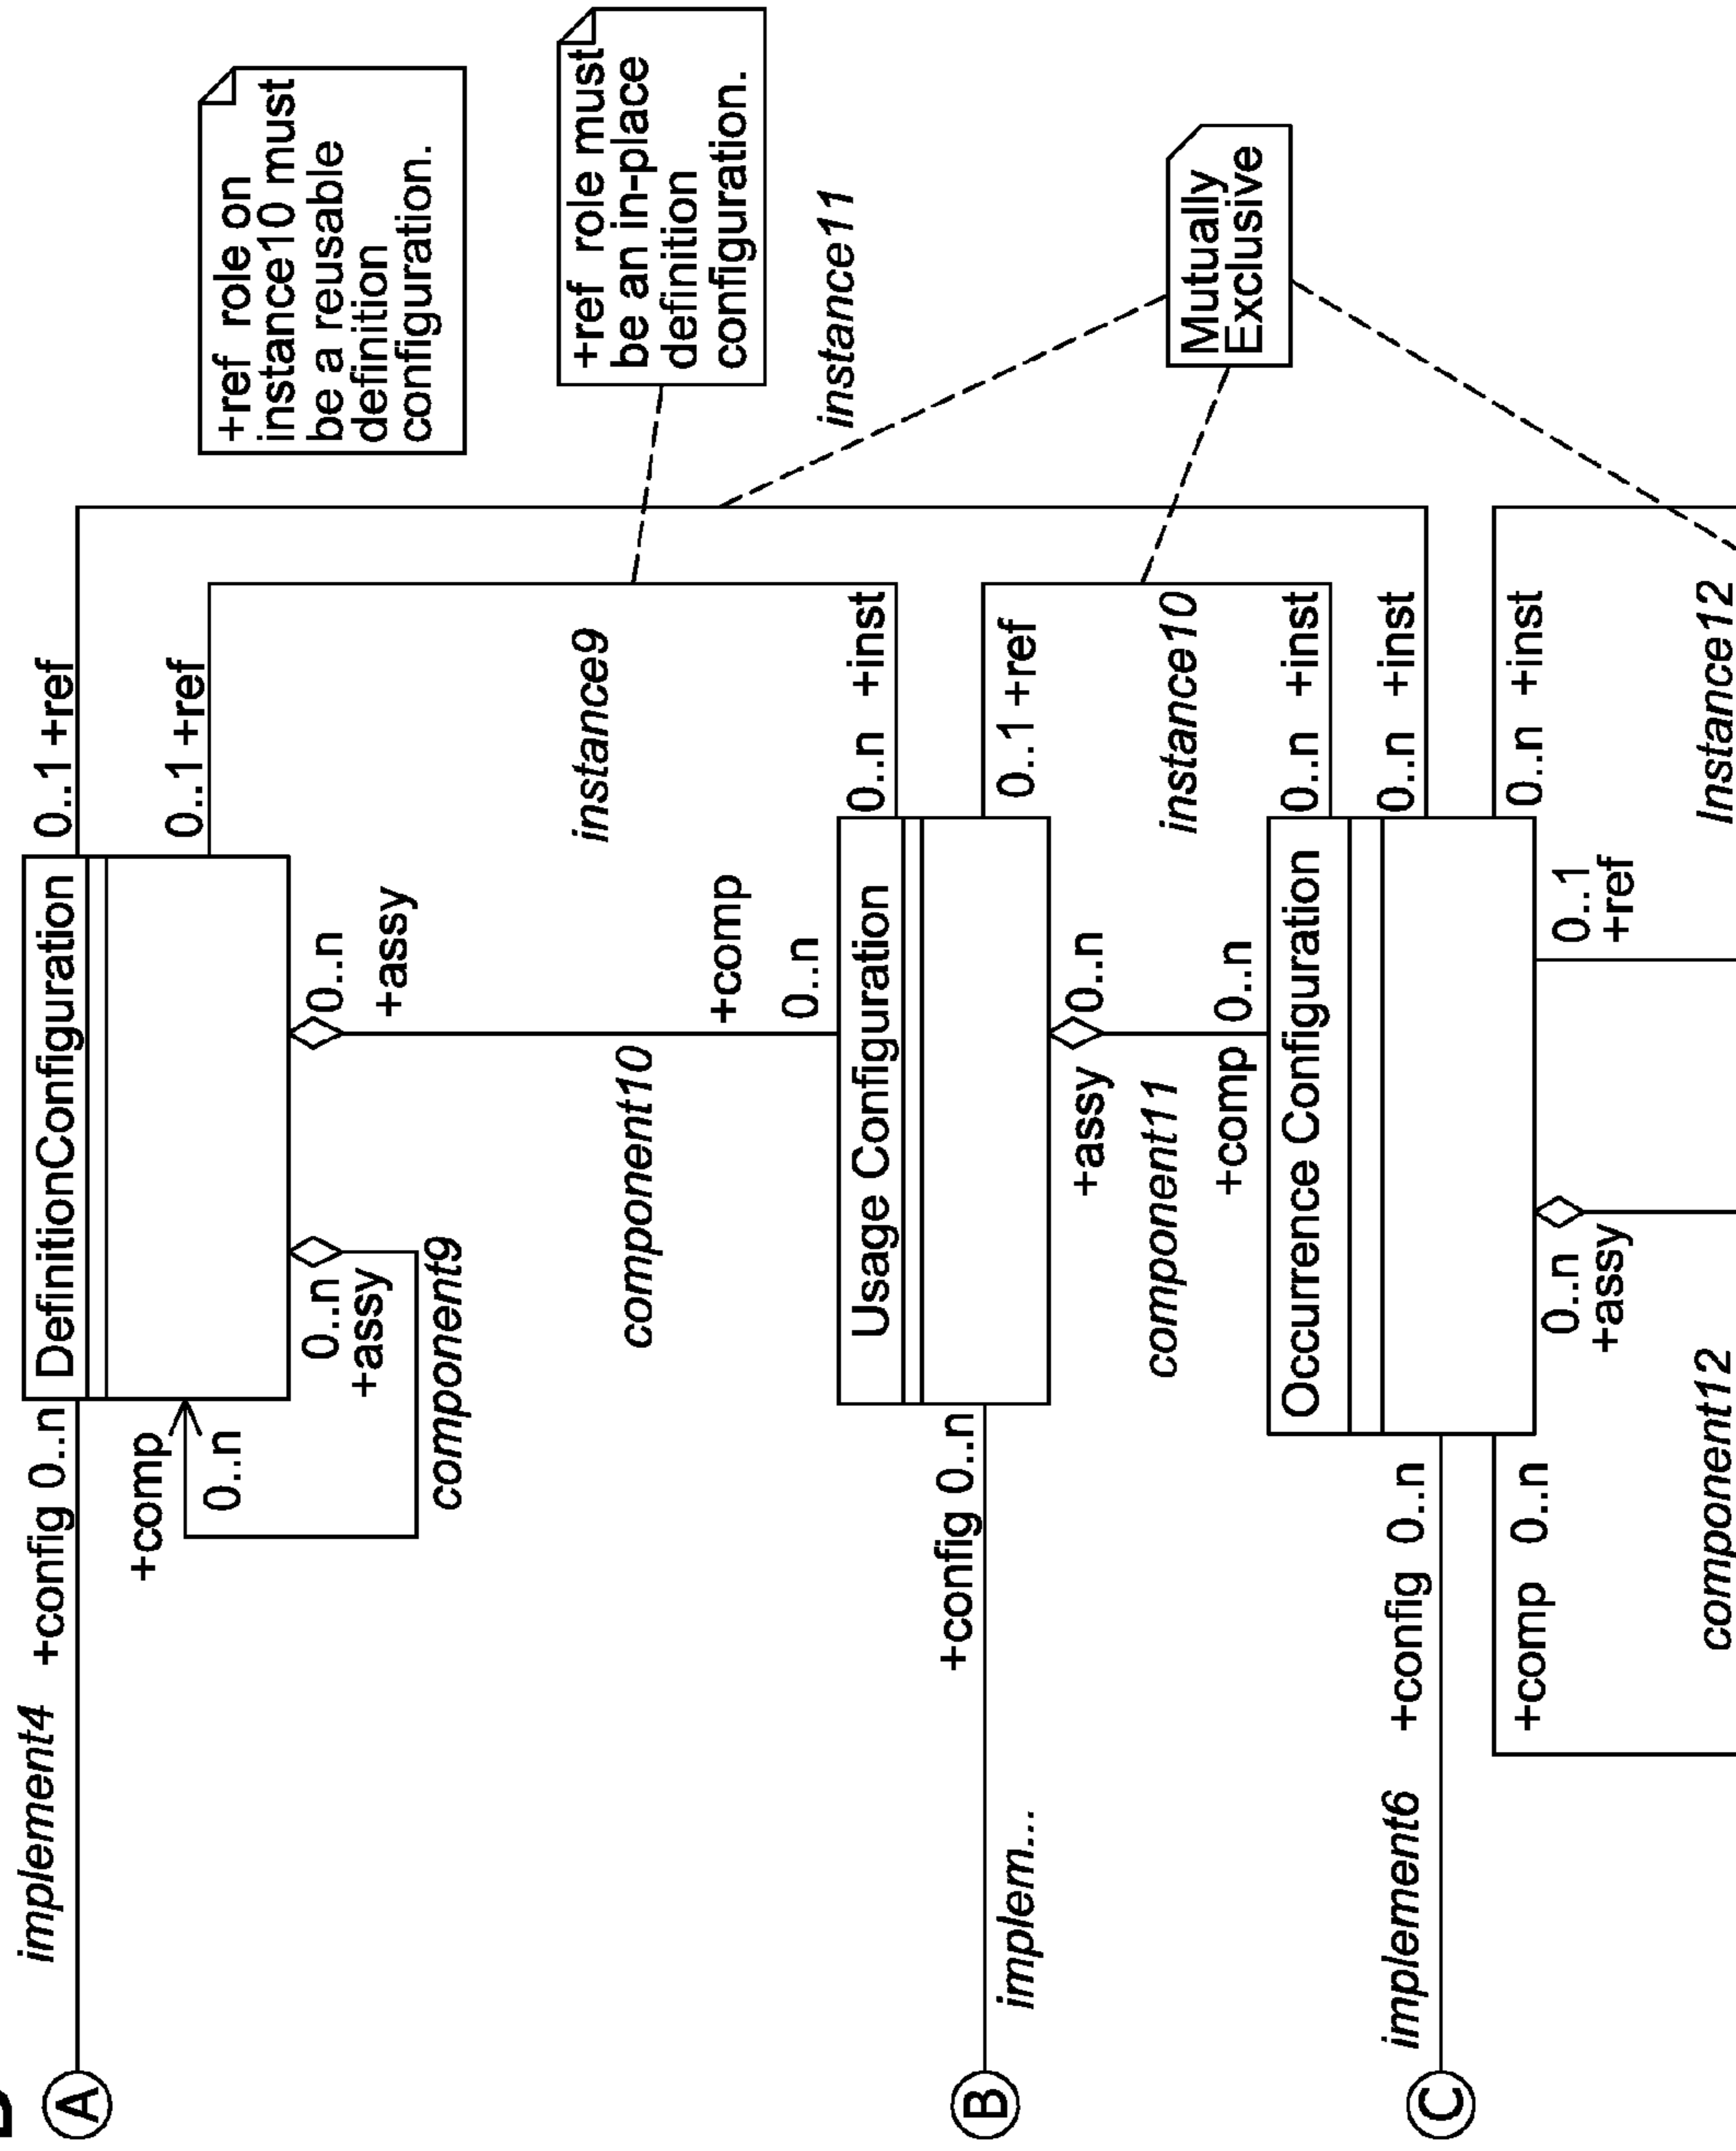 A
implement4
+config 0..n
DefinitionConfiguration
0..1 +ref
0..1 +ref
+comp
0..n
0..n
+assy
component9
0..n
+assy
+ref role on
instance10 must
be a reusable
definition
configuration.
+ref role must
be an in-place
definition
configuration.
instance9
component10
+comp
0..n
instance11
B
implem...
+config 0..n
Usage Configuration
0..n +inst
0..1 +ref
0..n
+assy
component11
instance10
+comp 0..n
Mutually
Exclusive
C
implement6
+config 0..n
Occurrence Configuration
0..n +inst
0..n +inst
0..n +inst
+comp 0..n
0..n
+assy
0..1
+ref
component12
Instance12